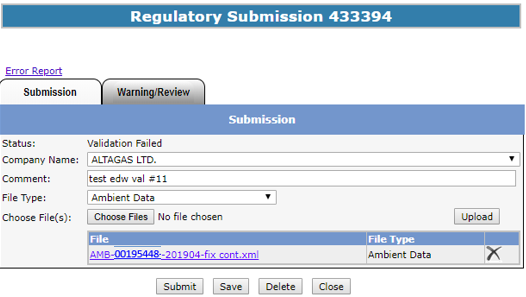 Regulatory Submission 433394
Error Report
Submission Warning/Review
Submission
Status: Validation Failed
Company Name: ALTAGAS LTD.
Comment: test edw val #11
File Type: Ambient Data
Choose File(s): Choose Files No file chosen Upload
File File Type
AMB-00195448-201904-fix cont.xml Ambient Data
Submit Save Delete Close